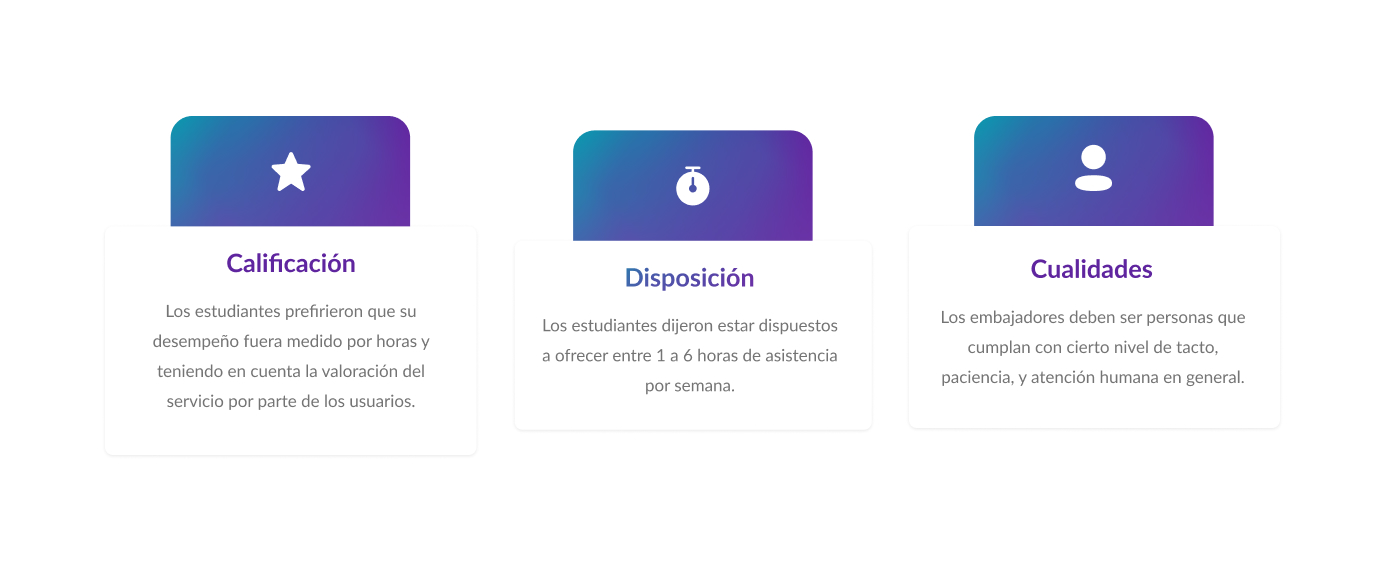 Calificación
Los estudiantes prefirieron que su
desempeño fuera medido por horas y
teniendo en cuenta la valoración del
servicio por parte de los usuarios.
Disposición
Los estudiantes dijeron estar dispuestos
a ofrecer entre 1 a 6 horas de asistencia
por semana.
Cualidades
Los embajadores deben ser personas que
cumplan con cierto nivel de tacto,
paciencia, y atención humana en general.